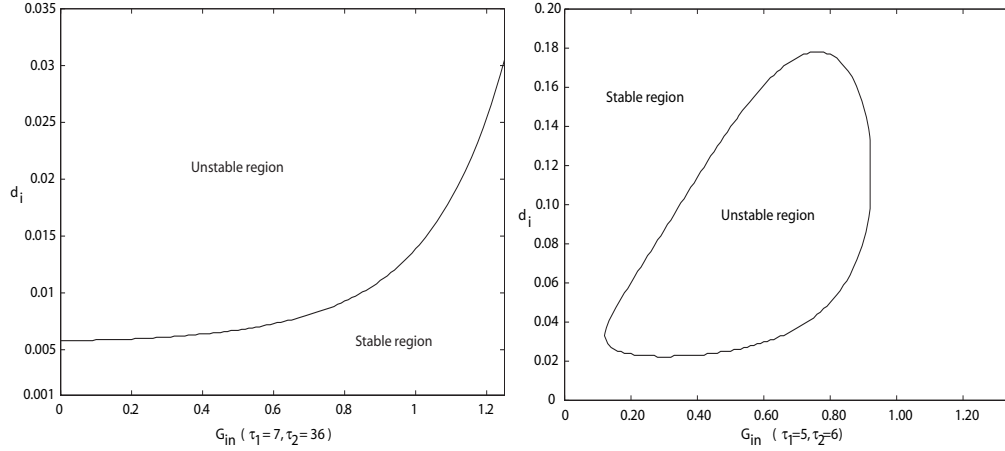 0.035
0.03
0.025
0.02
d_i
0.015
0.01
0.005
0.001
Unstable region
Stable region
0 0.2 0.4 0.6 0.8 1 1.2
G_in ( τ_1=7, τ_2=36 )
0.20
0.18
0.16
0.14
0.12
0.10
d_i
0.08
0.06
0.04
0.02
0
Stable region
Unstable region
0 0.20 0.40 0.60 0.80 1.00 1.20
G_in ( τ_1=5, τ_2=6)